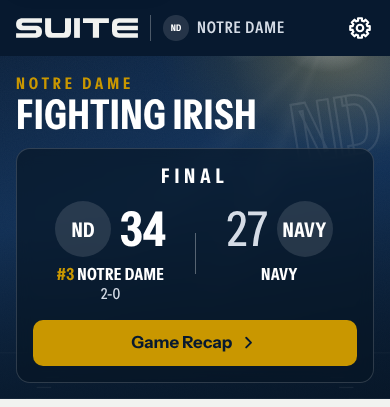 SUITE ND NOTRE DAME
NOTRE DAME
FIGHTING IRISH
ND
FINAL
ND 34 27 NAVY
#3 NOTRE DAME NAVY
2-0
Game Recap